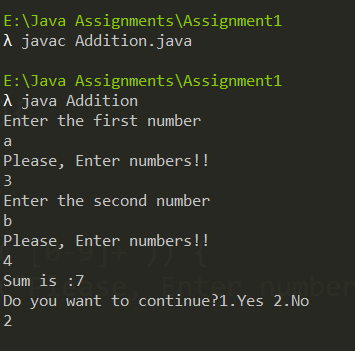 E:\Java Assignments\Assignment1
λ javac Addition.java
E:\Java Assignments\Assignment1
λ java Addition
Enter the first number
a
Please, Enter numbers!!
3
Enter the second number
b
Please, Enter numbers!!
4
Sum is :7
Do you want to continue?1.Yes 2.No
2